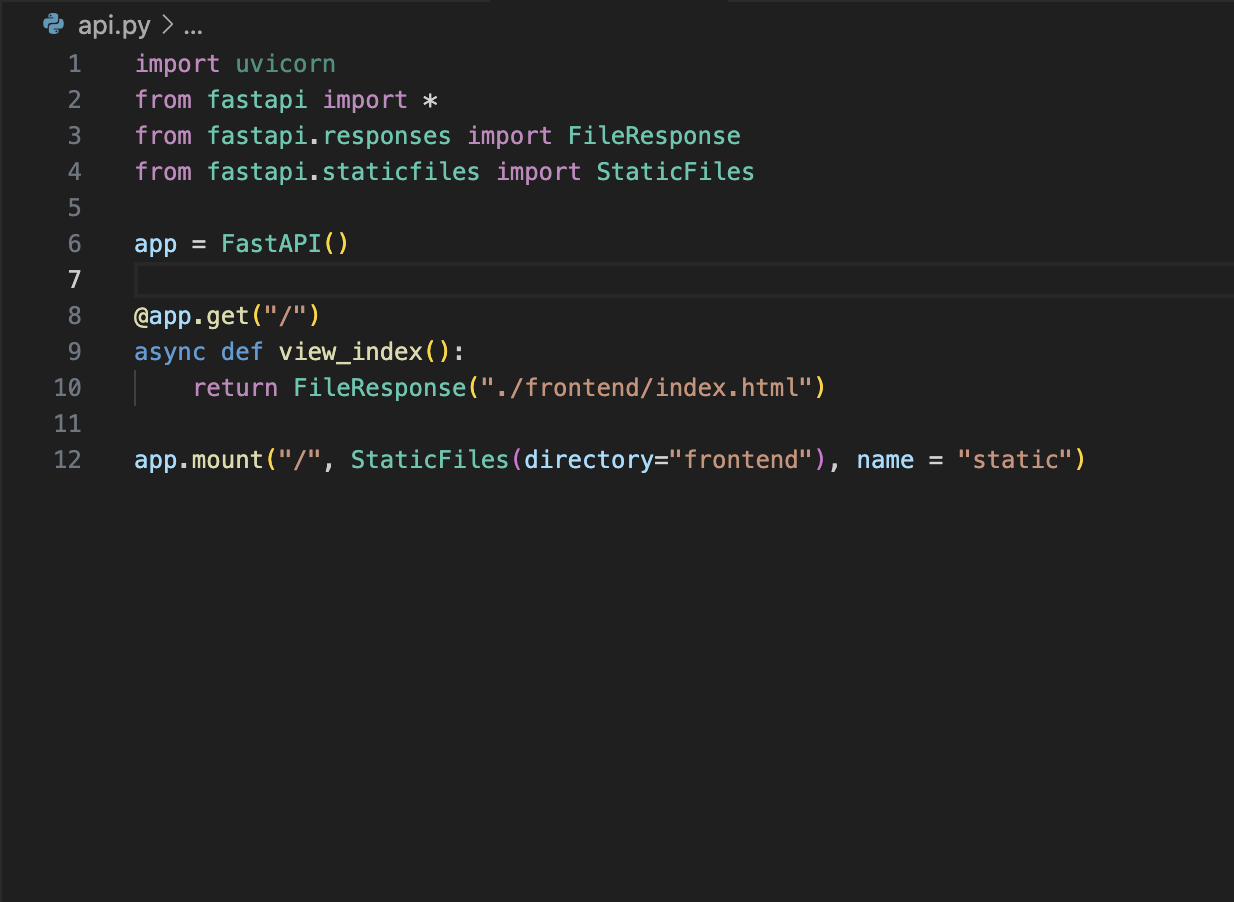 api.py > ...
1 import uvicorn
2 from fastapi import *
3 from fastapi.responses import FileResponse
4 from fastapi.staticfiles import StaticFiles
5
6 app = FastAPI()
7
8 @app.get("/")
9 async def view_index():
10     return FileResponse("./frontend/index.html")
11
12 app.mount("/", StaticFiles(directory="frontend"), name = "static")